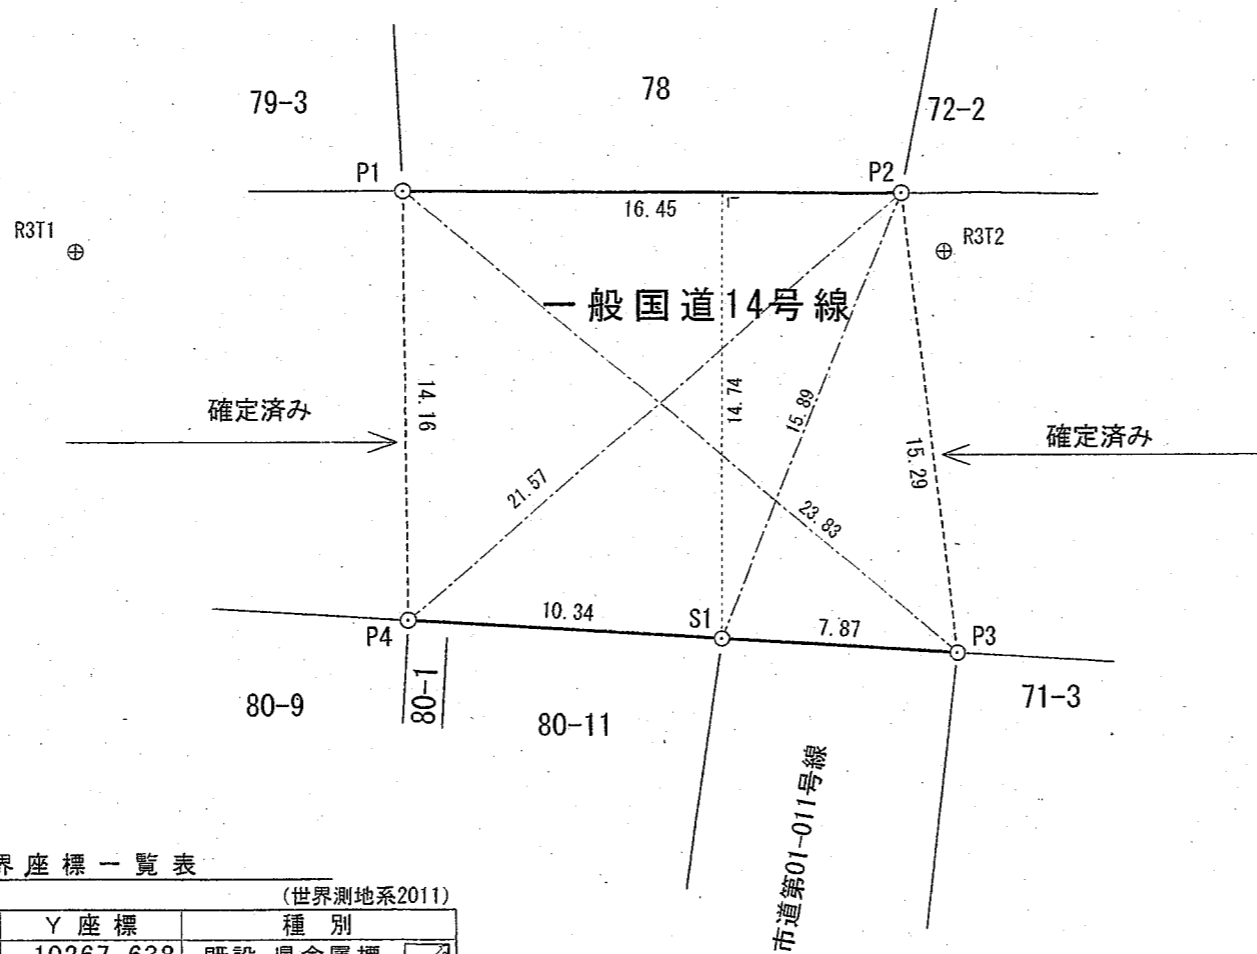 79-3
78
72-2
P1
P2
16.45
R3T1
R3T2
一般国道14号線
14.16
14.74
15.89
確定済み
15.29
確定済み
21.57
23.83
10.34
S1
7.87
P4
P3
80-9
80-1
80-11
71-3
市道第01-011号線
界座標一覧表
(世界測地系2011)
Y座標 種別